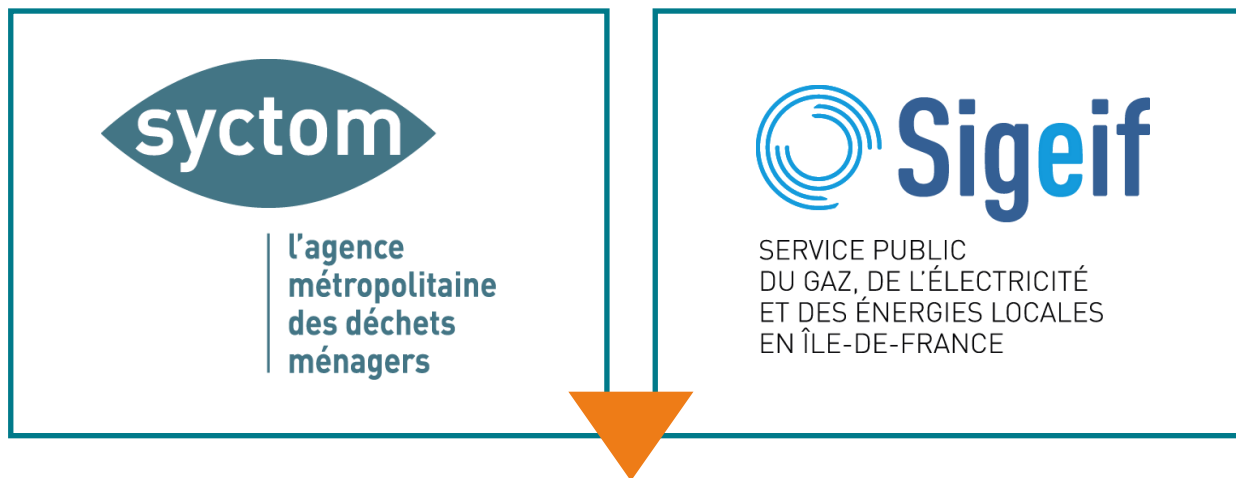 syctom
l'agence
métropolitaine
des déchets
ménagers
Sigeif
SERVICE PUBLIC
DU GAZ, DE L'ÉLECTRICITÉ
ET DES ÉNERGIES LOCALES
EN ÎLE-DE-FRANCE